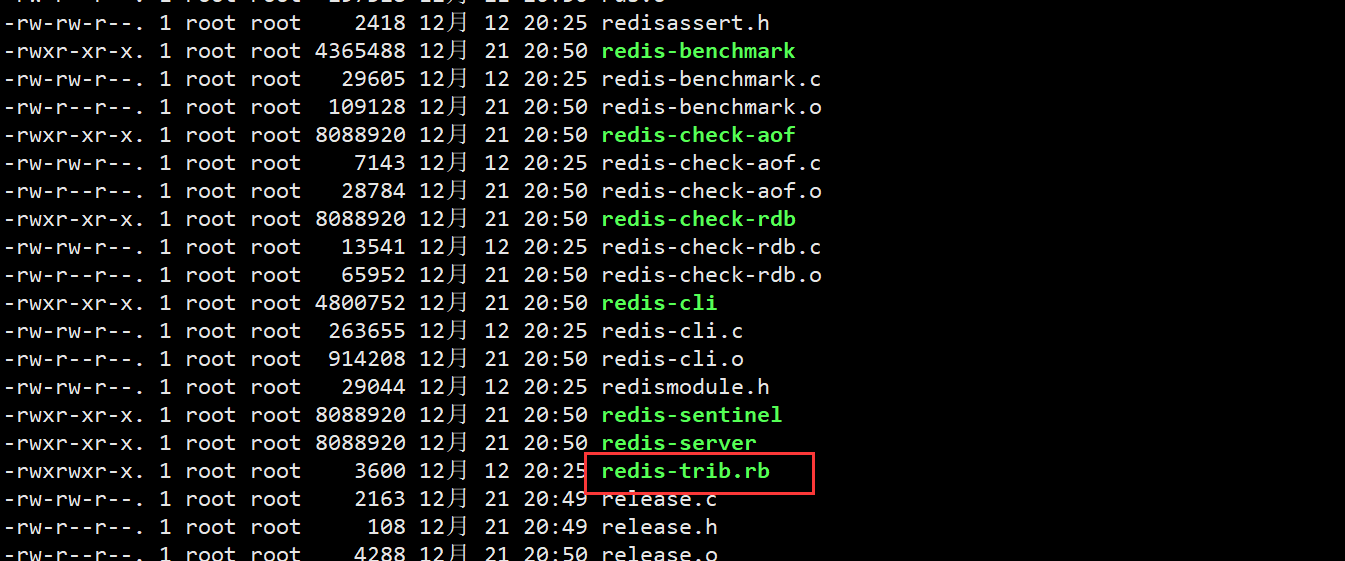 -rw-rw-r--. 1 root root    2418 12月 12 20:25 redisassert.h
-rwxr-xr-x. 1 root root 4365488 12月 21 20:50 redis-benchmark
-rw-rw-r--. 1 root root   29605 12月 12 20:25 redis-benchmark.c
-rw-r--r--. 1 root root  109128 12月 21 20:50 redis-benchmark.o
-rwxr-xr-x. 1 root root 8088920 12月 21 20:50 redis-check-aof
-rw-rw-r--. 1 root root    7143 12月 12 20:25 redis-check-aof.c
-rw-r--r--. 1 root root   28784 12月 21 20:50 redis-check-aof.o
-rwxr-xr-x. 1 root root 8088920 12月 21 20:50 redis-check-rdb
-rw-rw-r--. 1 root root   13541 12月 12 20:25 redis-check-rdb.c
-rw-r--r--. 1 root root   65952 12月 21 20:50 redis-check-rdb.o
-rwxr-xr-x. 1 root root 4800752 12月 21 20:50 redis-cli
-rw-rw-r--. 1 root root  263655 12月 12 20:25 redis-cli.c
-rw-r--r--. 1 root root  914208 12月 21 20:50 redis-cli.o
-rw-rw-r--. 1 root root   29044 12月 12 20:25 redismodule.h
-rwxr-xr-x. 1 root root 8088920 12月 21 20:50 redis-sentinel
-rwxr-xr-x. 1 root root 8088920 12月 21 20:50 redis-server
-rwxrwxr-x. 1 root root    3600 12月 12 20:25 redis-trib.rb
-rw-r--r--. 1 root root    2163 12月 21 20:49 release.c
-rw-r--r--. 1 root root     108 12月 21 20:49 release.h
-rw-r--r--. 1 root root    4288 12月 21 20:50 release.o